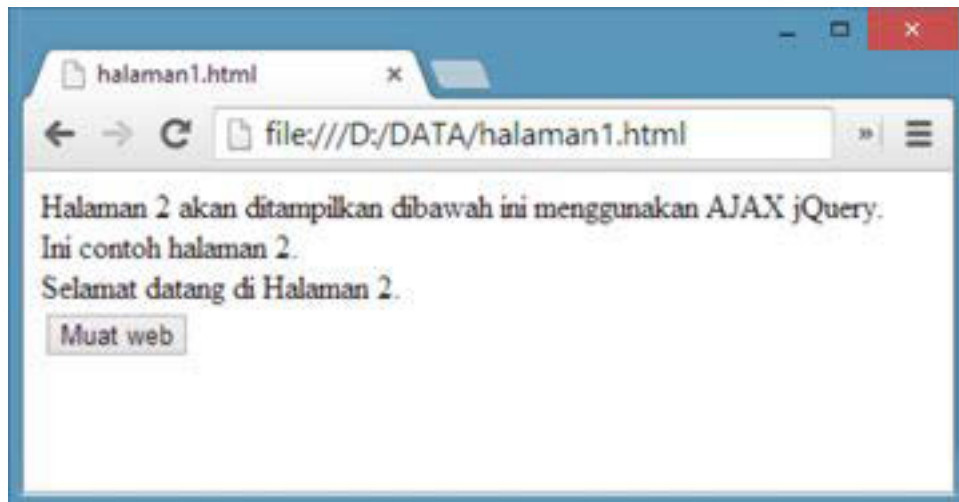 halaman1.html
file:///D:/DATA/halaman1.html
Halaman 2 akan ditampilkan dibawah ini menggunakan AJAX jQuery.
Ini contoh halaman 2.
Selamat datang di Halaman 2.
Muat web